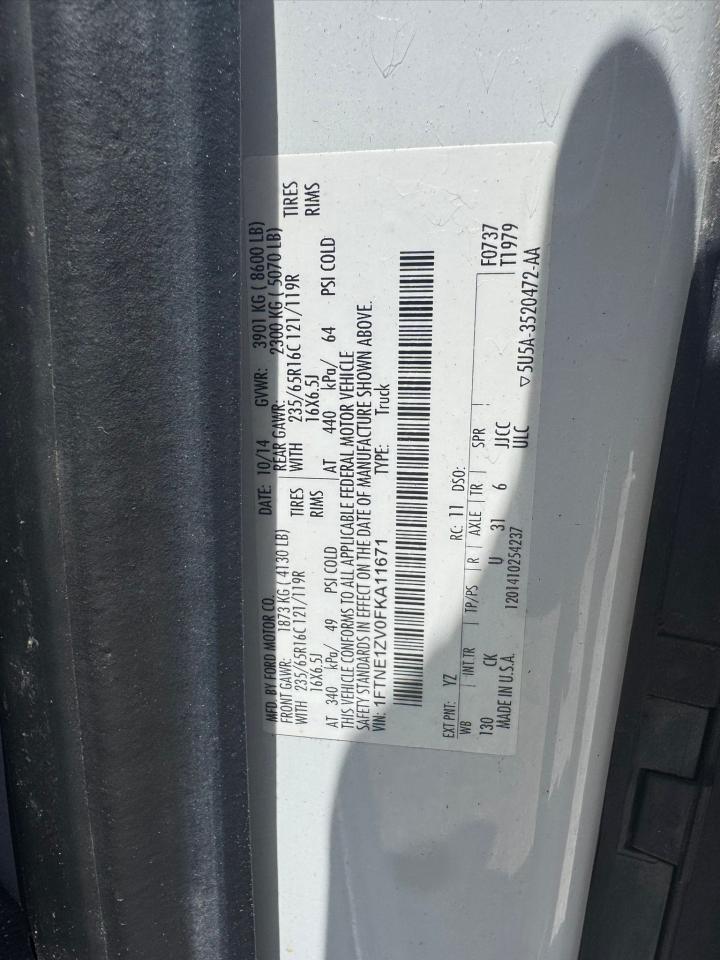 MFD. BY FORD MOTOR CO. DATE: 10/14 GVWR: 3901 KG ( 8600 LB)
FRONT GAWR: 1873 KG ( 4130 LB) REAR GAWR: 2300 KG ( 5070 LB)
WITH 235/65R16C 121/119R TIRES WITH 235/65R16C 121/119R TIRES
16X6.5J RIMS 16X6.5J RIMS
AT 340 kPa/ 49 PSI COLD AT 440 kPa/ 64 PSI COLD
THIS VEHICLE CONFORMS TO ALL APPLICABLE FEDERAL MOTOR VEHICLE
SAFETY STANDARDS IN EFFECT ON THE DATE OF MANUFACTURE SHOWN ABOVE.
VIN: 1FTNE1ZV0FKA11671 TYPE: Truck
EXT PNT: YZ RC: 11 DSO:
WB INT TR TP/PS R AXLE TR SPR F0737
130 CK U 31 6 JJCC T1979
MADE IN U.S.A. 1201410254237 ULC
▽5U5A-3520472-AA